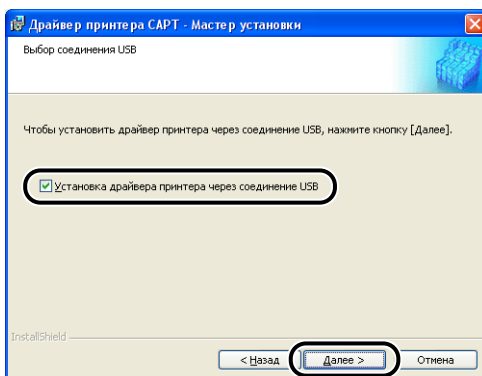 Драйвер принтера CAPT - Мастер установки
Выбор соединения USB
Чтобы установить драйвер принтера через соединение USB, нажмите кнопку [Далее].
Установка драйвера принтера через соединение USB
InstallShield
< Назад Далее > Отмена